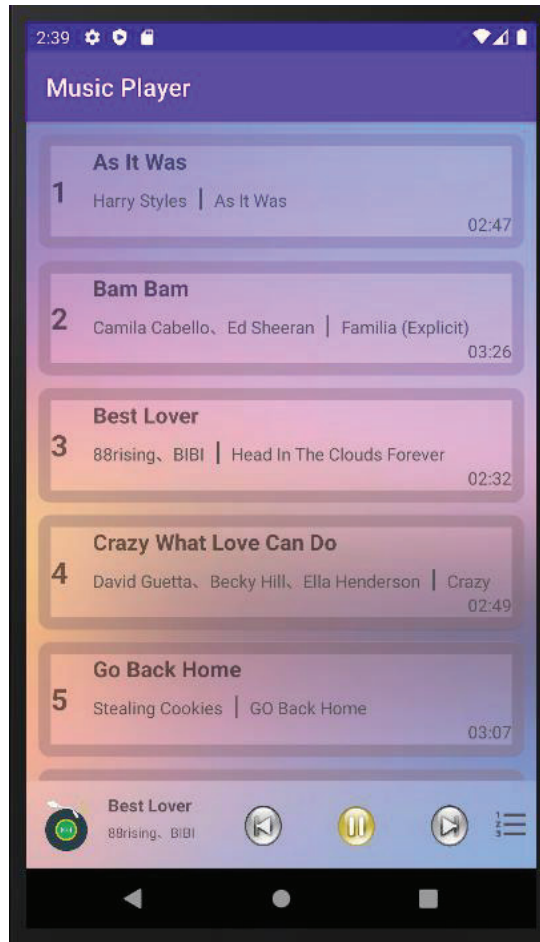 2:39
Music Player
As It Was
1
Harry Styles | As It Was
02:47
Bam Bam
2
Camila Cabello、Ed Sheeran | Familia (Explicit)
03:26
Best Lover
3
88rising、BIBI | Head In The Clouds Forever
02:32
Crazy What Love Can Do
4
David Guetta、Becky Hill、Ella Henderson | Crazy
02:49
Go Back Home
5
Stealing Cookies | GO Back Home
03:07
Best Lover
88rising、BIBI
1
2
3